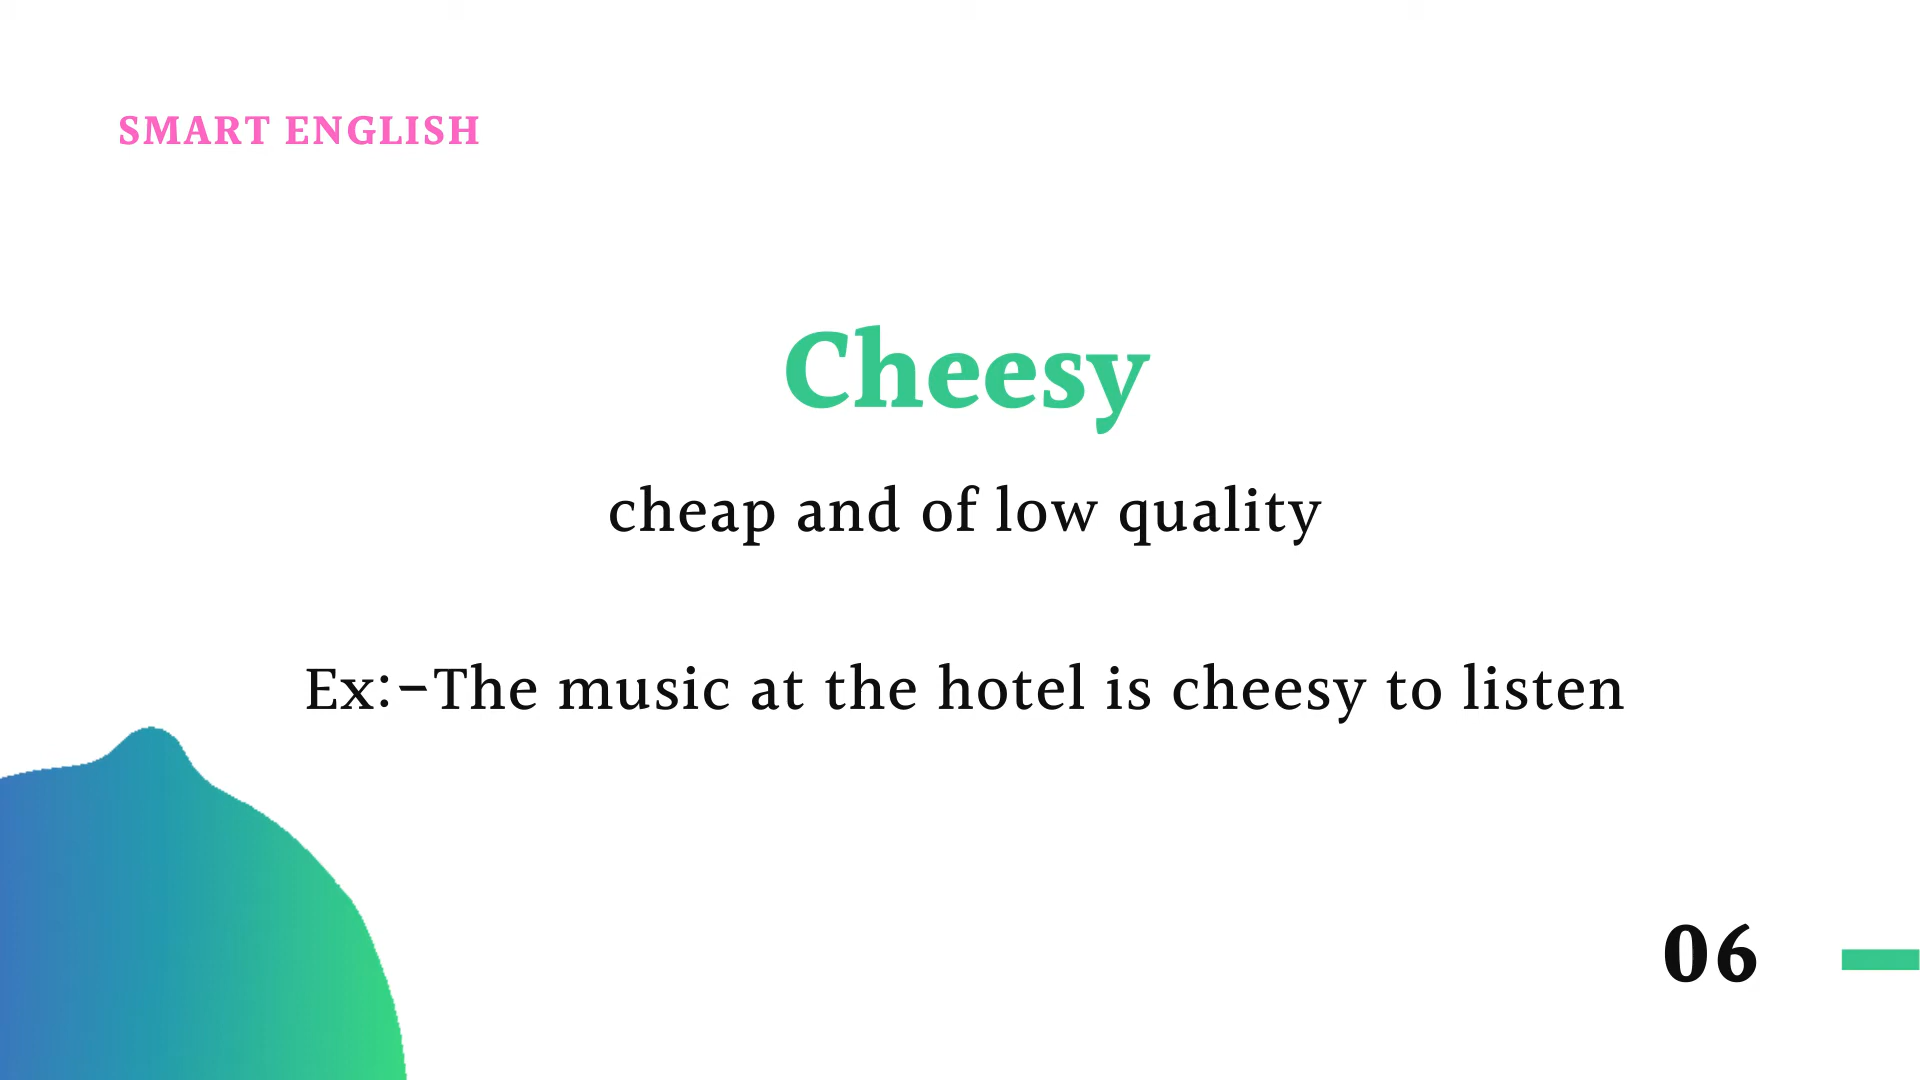 SMART ENGLISH
Cheesy
cheap and of low quality
Ex:-The music at the hotel is cheesy to listen
06